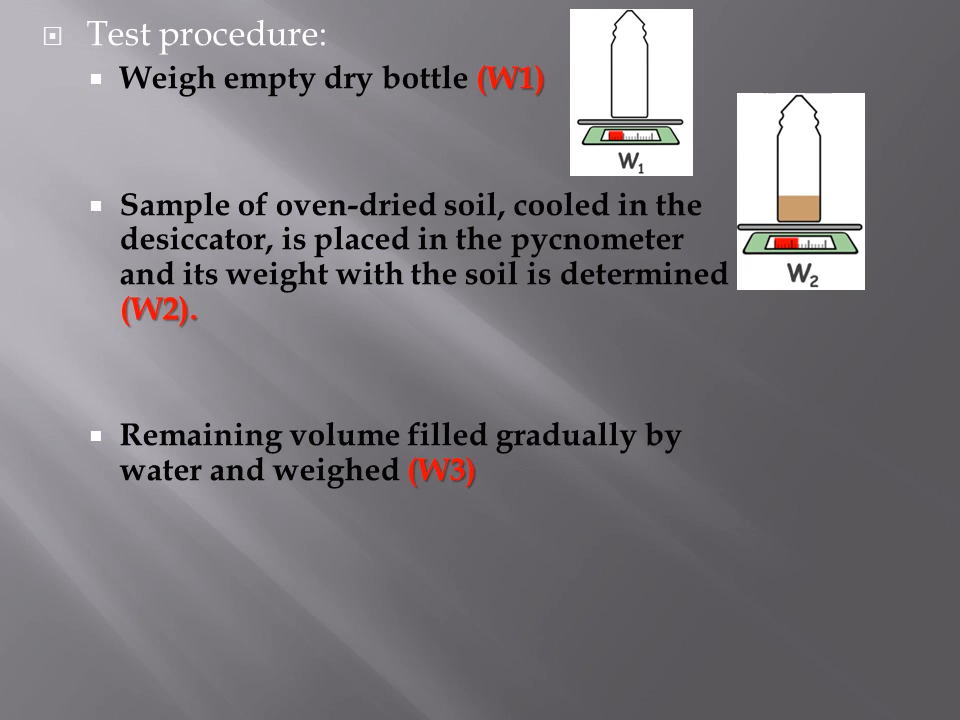 Test procedure:
Weigh empty dry bottle (W1)
W1
Sample of oven-dried soil, cooled in the
desiccator, is placed in the pycnometer
and its weight with the soil is determined
(W2).
W2
Remaining volume filled gradually by
water and weighed (W3)